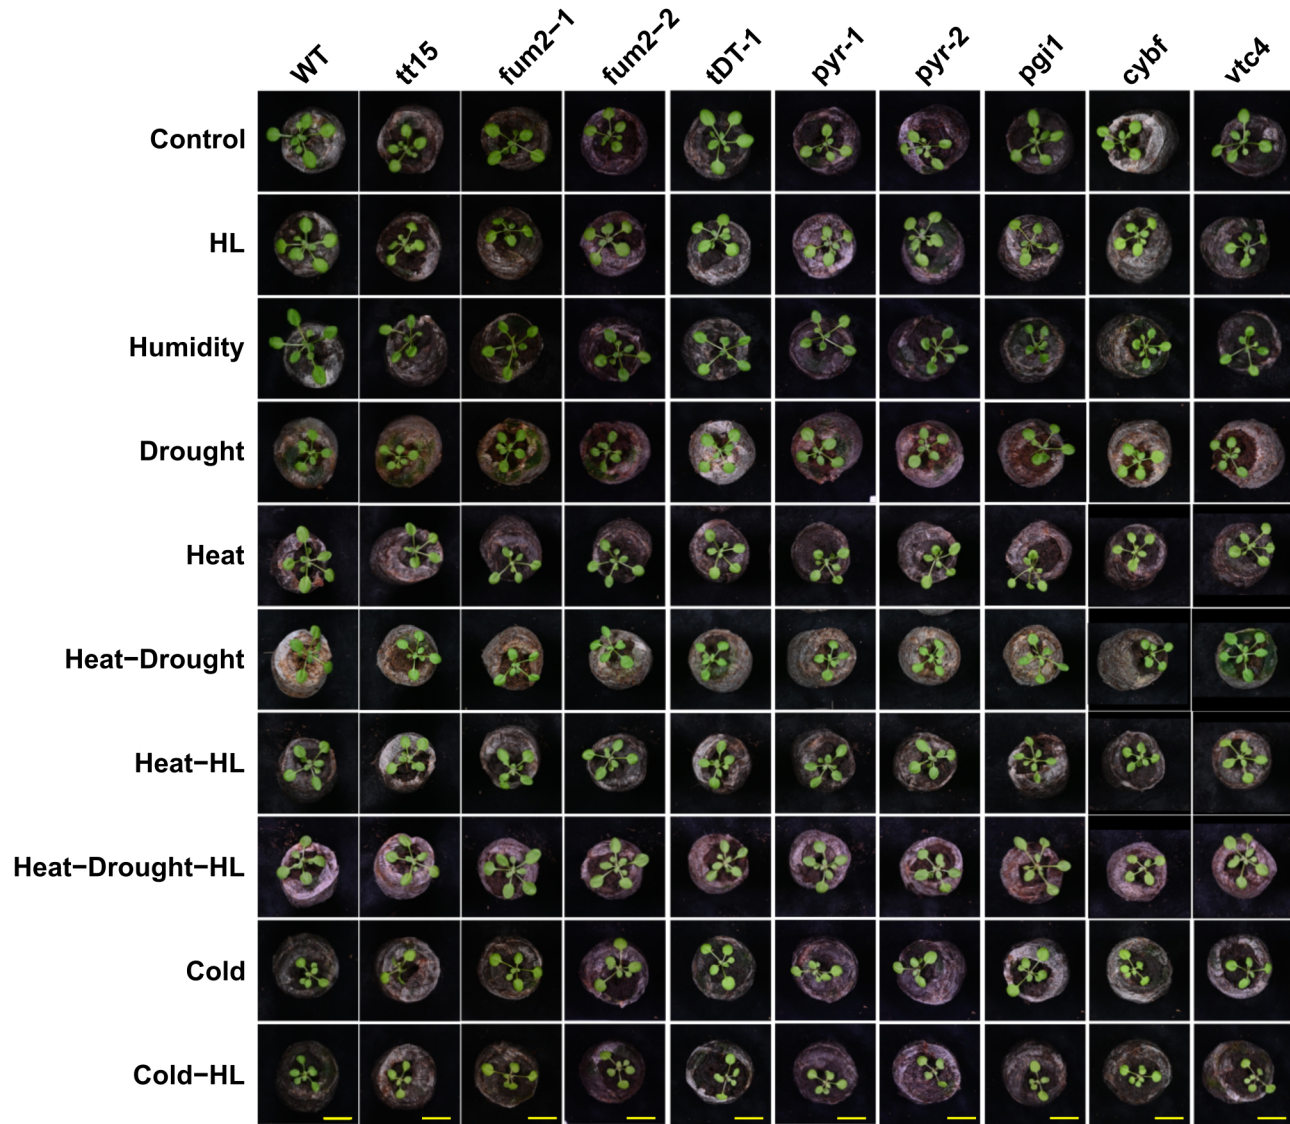 WT tt15 fum2−1 fum2−2 tDT-1 pyr-1 pyr-2 pgi1 cybf vtc4
Control
HL
Humidity
Drought
Heat
Heat−Drought
Heat−HL
Heat−Drought−HL
Cold
Cold−HL